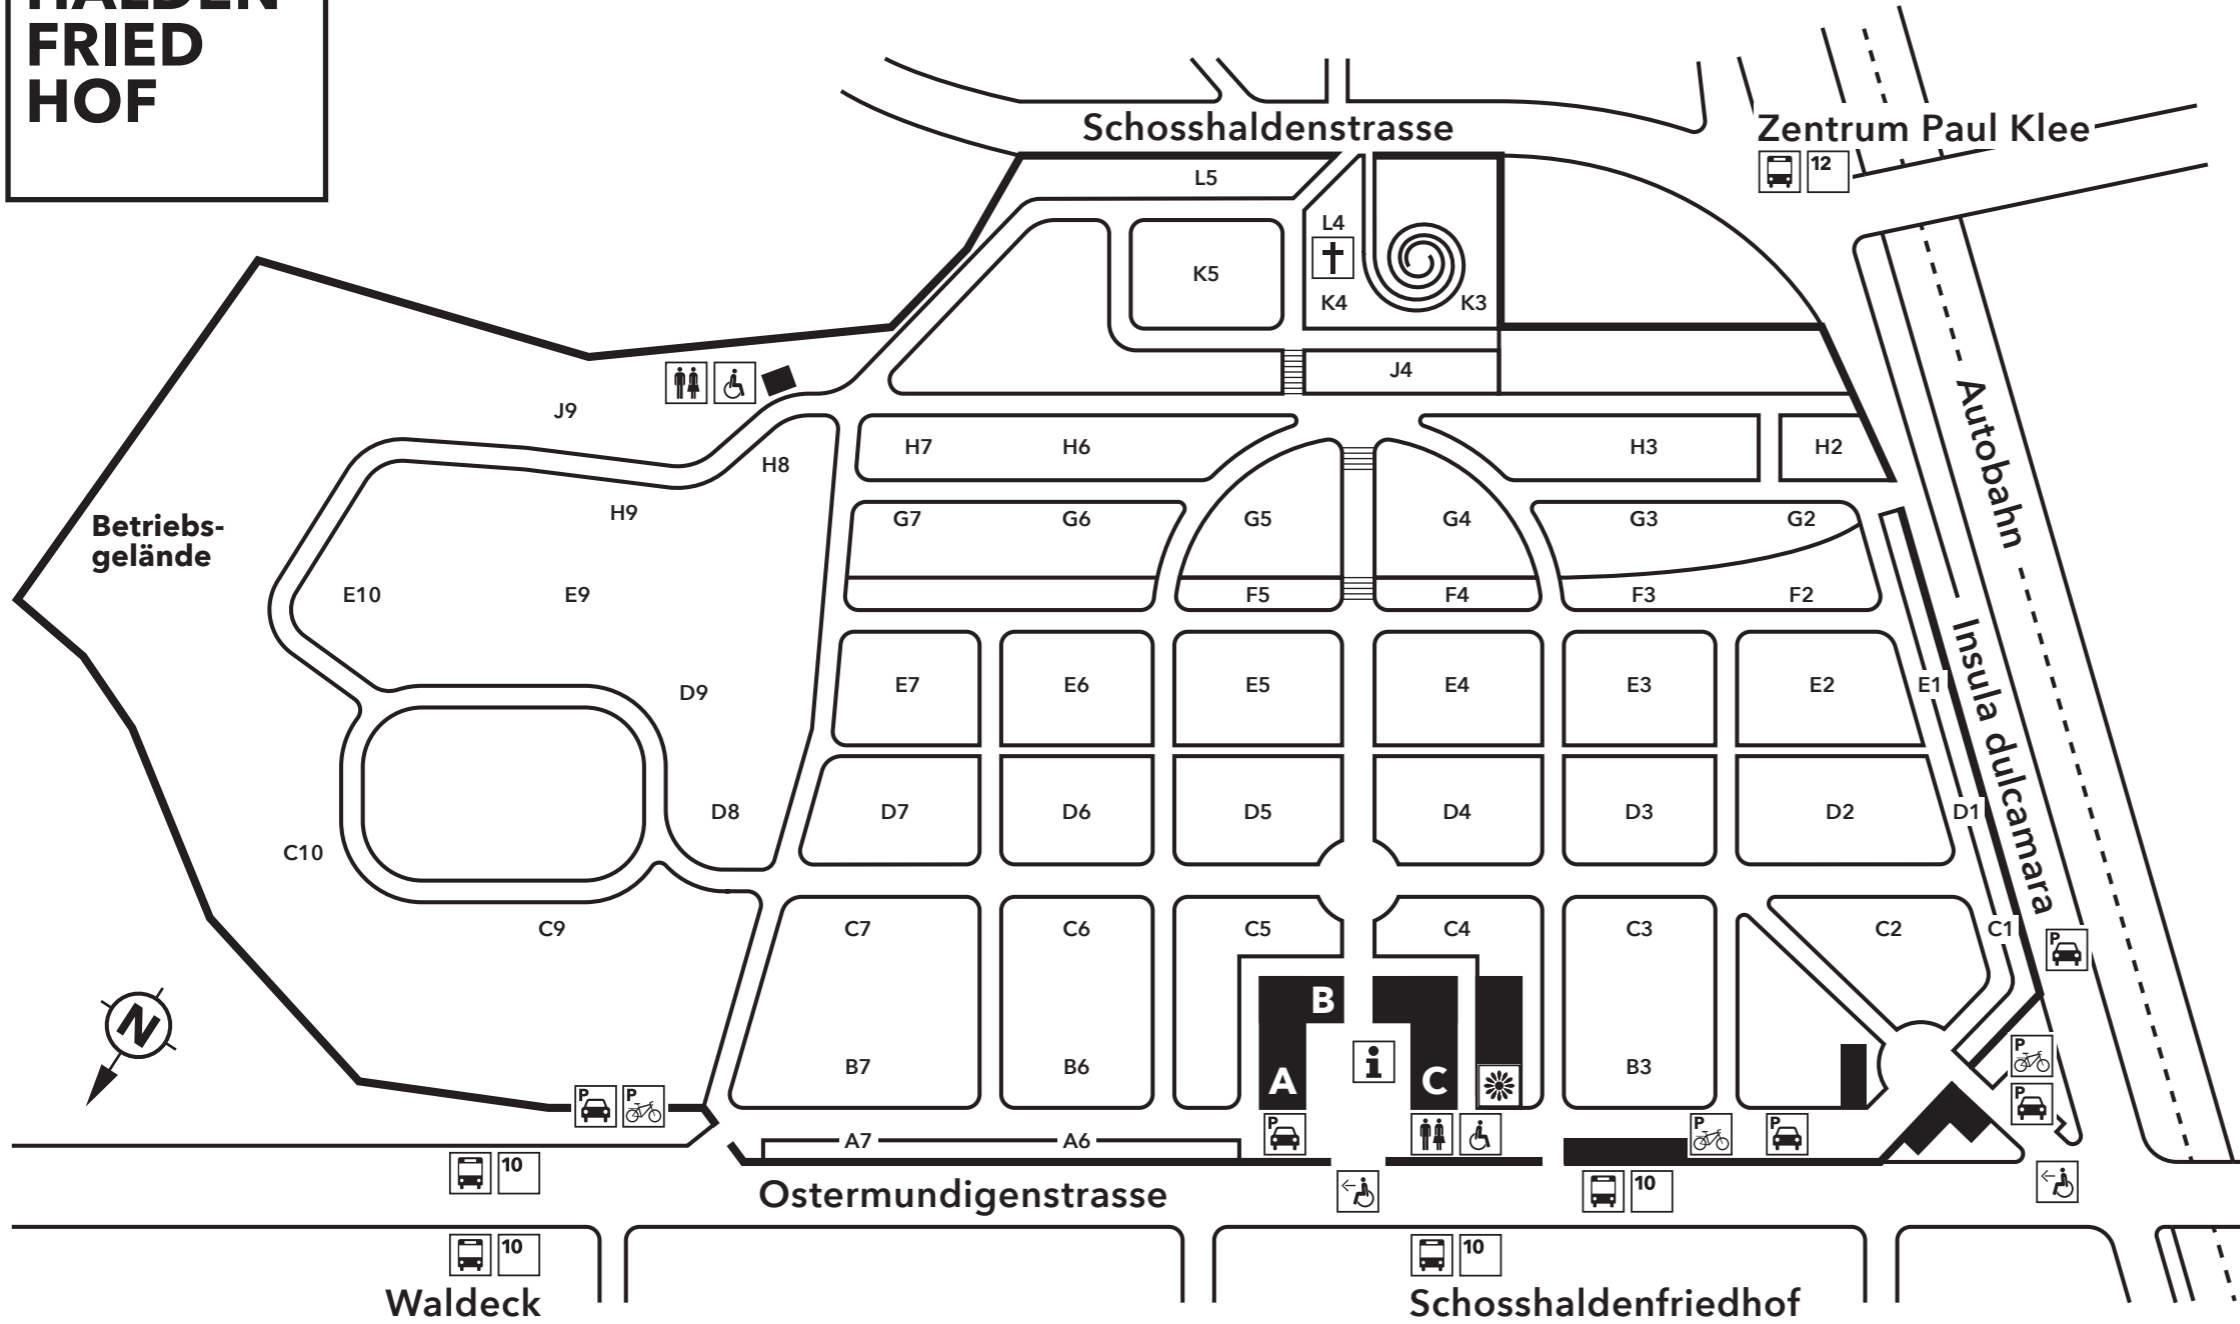 FRIED
HOF
Schosshaldenstrasse
Zentrum Paul Klee
12
L5
L4
K5
K4
K3
J4
J9
H7
H6
H3
H2
H8
H9
G7
G6
G5
G4
G3
G2
Autobahn
Betriebs-
gelände
E10
E9
F5
F4
F3
F2
Insula dulcamara
D9
E7
E6
E5
E4
E3
E2
E1
D8
D7
D6
D5
D4
D3
D2
D1
C10
C9
C7
C6
C5
C4
C3
C2
C1
P
B
N
i
P
B7
B6
A
C
B3
P
P
P
P
P
P
A7
A6
10
Ostermundigenstrasse
10
10
10
Waldeck
Schosshaldenfriedhof